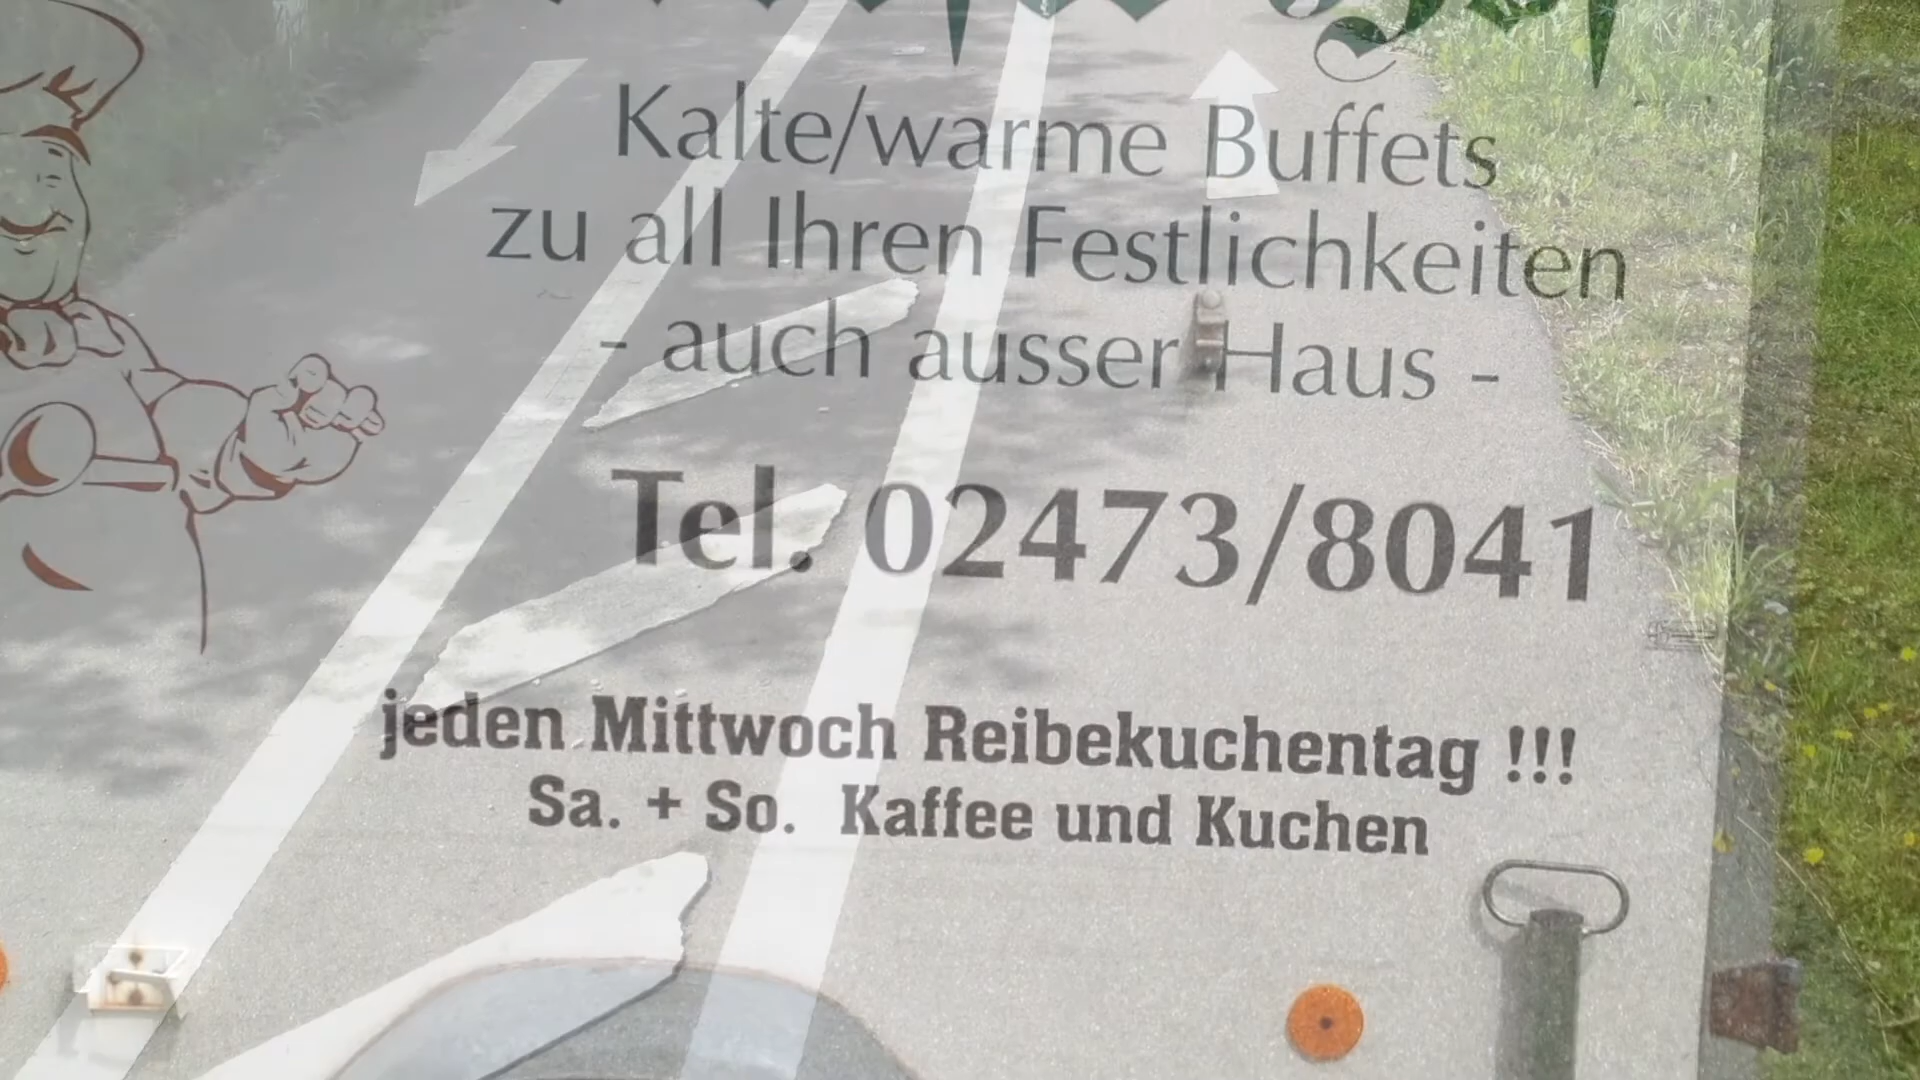 Kalte/warme Buffets
zu all Ihren Festlichkeiten
- auch ausser Haus -
Tel. 02473/8041
jeden Mittwoch Reibekuchentag !!!
Sa. + So. Kaffee und Kuchen